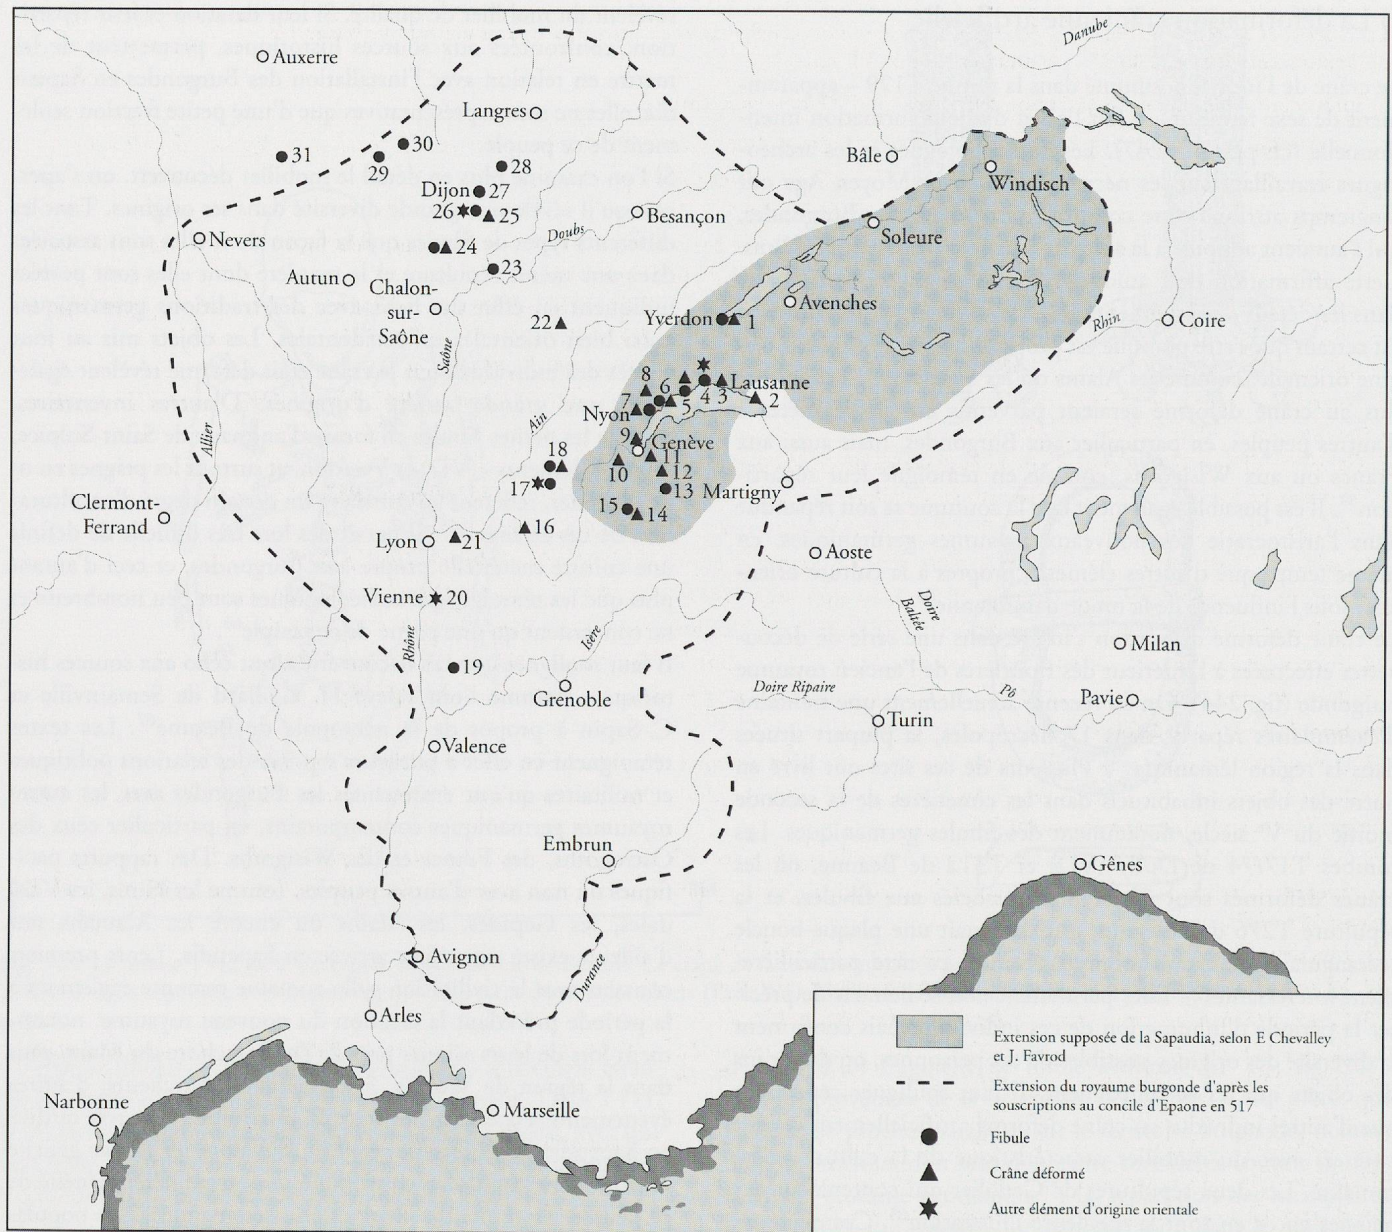 Danube
Auxerre
Langres
30
31
29
28
Bâle
Windisch
Dijon
27
26
25
Besançon
Nevers
24
Doubs
Soleure
23
Autun
Chalon-
sur-
Saône
Avenches
22
Yverdon
1
Rhin
Coire
Saône
8
6
Lausanne
7
5
4
3
2
Nyon
Allier
Ain
9
Genève
18
10
11
17
12
13
Martigny
Clermont-
Ferrand
15
14
16
Lyon
21
Aoste
Vienne
20
Doire
Baltée
Rhône
Isère
19
Milan
Grenoble
Doire Ripaire
Pô
Pavie
Turin
Valence
Embrun
Gênes
Avignon
Durance
Arles
Narbonne
Marseille
Extension supposée de la Sapaudia, selon F. Chevalley
et J. Favrod
Extension du royaume burgonde d'après les
souscriptions au concile d'Epaone en 517
Fibule
Crâne déformé
Autre élément d'origine orientale